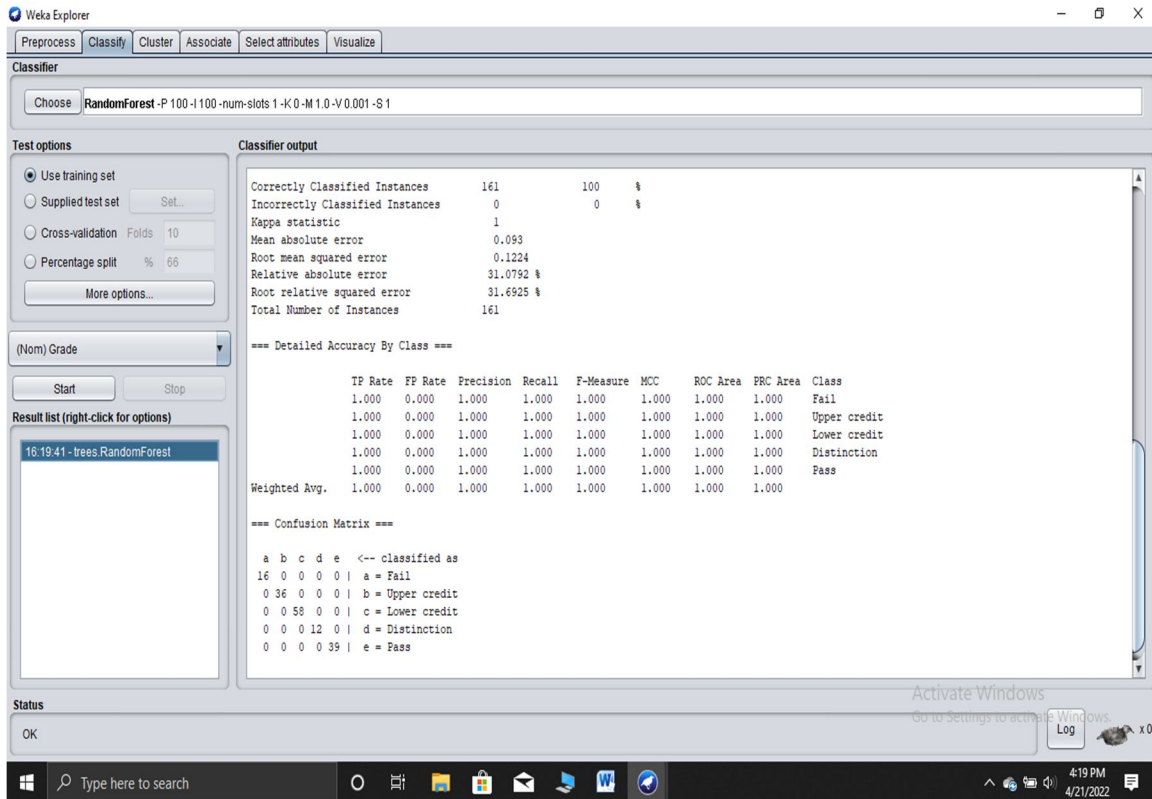 Weka Explorer
Preprocess Classify Cluster Associate Select attributes Visualize
Classifier
Choose RandomForest -P 100 -I 100 -num-slots 1 -K 0 -M 1.0 -V 0.001 -S 1
Test options
Use training set
Supplied test set Set...
Cross-validation Folds 10
Percentage split % 66
More options...
(Nom) Grade
Start Stop
Result list (right-click for options)
16:19:41 - trees.RandomForest
Classifier output
Correctly Classified Instances 161 100 %
Incorrectly Classified Instances 0 0 %
Kappa statistic 1
Mean absolute error 0.093
Root mean squared error 0.1224
Relative absolute error 31.0792 %
Root relative squared error 31.6925 %
Total Number of Instances 161
=== Detailed Accuracy By Class ===
TP Rate FP Rate Precision Recall F-Measure MCC ROC Area PRC Area Class
1.000 0.000 1.000 1.000 1.000 1.000 1.000 1.000 Fail
1.000 0.000 1.000 1.000 1.000 1.000 1.000 1.000 Upper credit
1.000 0.000 1.000 1.000 1.000 1.000 1.000 1.000 Lower credit
1.000 0.000 1.000 1.000 1.000 1.000 1.000 1.000 Distinction
1.000 0.000 1.000 1.000 1.000 1.000 1.000 1.000 Pass
Weighted Avg. 1.000 0.000 1.000 1.000 1.000 1.000 1.000 1.000
=== Confusion Matrix ===
a b c d e <-- classified as
16 0 0 0 0 | a = Fail
0 36 0 0 0 | b = Upper credit
0 0 58 0 0 | c = Lower credit
0 0 0 12 0 | d = Distinction
0 0 0 0 39 | e = Pass
Activate Windows
Go to Settings to activate Windows.
Status
OK
Log
x 0
Type here to search
W
4:19 PM
4/21/2022